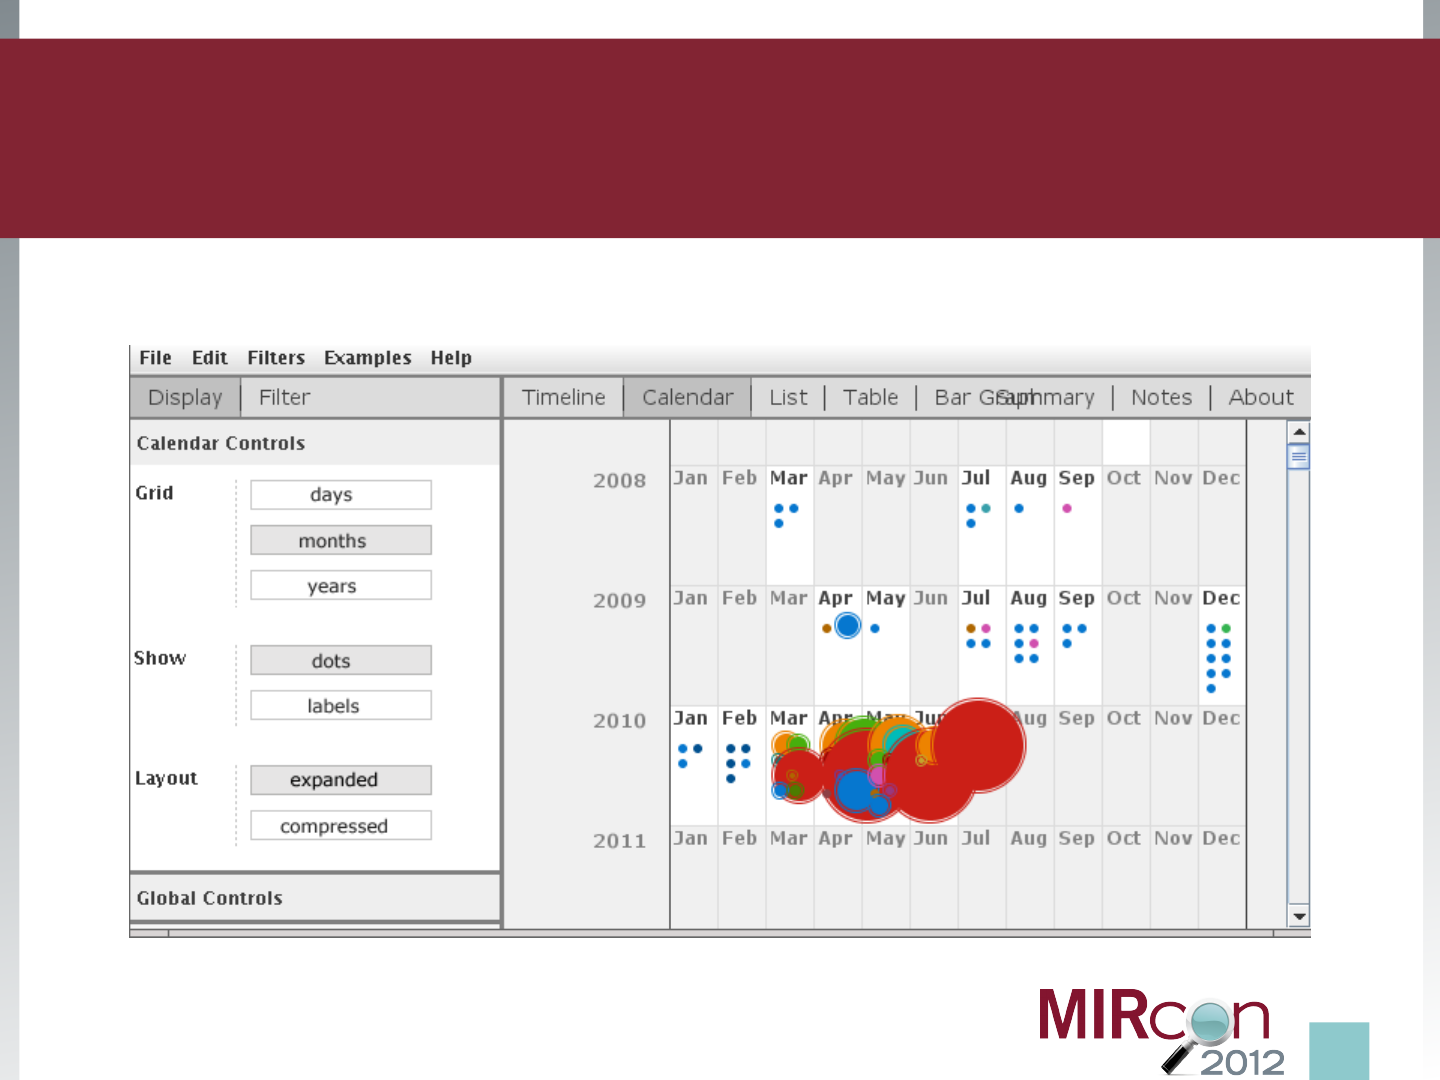 File Edit Filters Examples Help
Display Filter Timeline Calendar List Table Bar Graph Summary Notes About
Calendar Controls
Grid days
months
years
Show dots
labels
Layout expanded
compressed
Global Controls
2008 Jan Feb Mar Apr May Jun Jul Aug Sep Oct Nov Dec
2009 Jan Feb Mar Apr May Jun Jul Aug Sep Oct Nov Dec
2010 Jan Feb Mar Apr May Jun Aug Sep Oct Nov Dec
2011 Jan Feb Mar Apr May Jun Jul Aug Sep Oct Nov Dec
MIRcon
2012